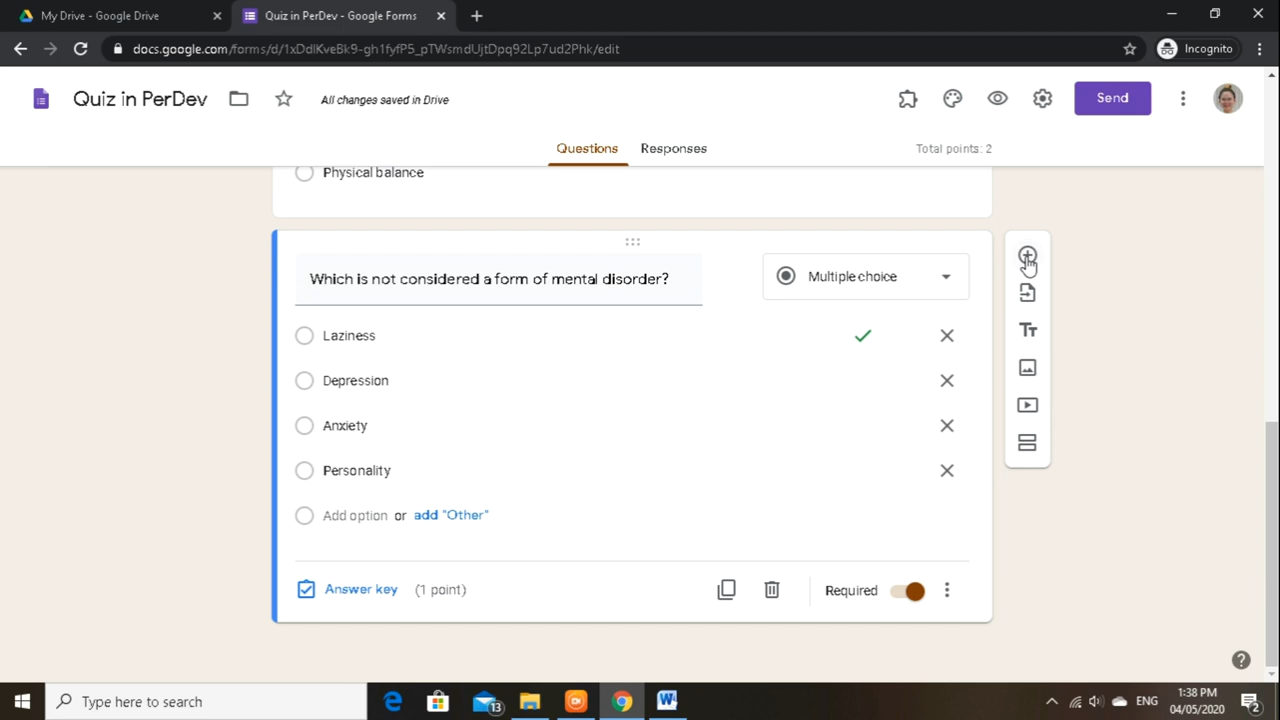 My Drive - Google Drive
Quiz in PerDev - Google Forms
docs.google.com/forms/d/1xDdlKveBk9-gh1fyfP5_pTWsmdUjtDpq92Lp7ud2Phk/edit
Incognito
Quiz in PerDev
All changes saved in Drive
Send
Questions
Responses
Total points: 2
Physical balance
Which is not considered a form of mental disorder?
Multiple choice
Laziness
Depression
Anxiety
Personality
Add option or add "Other"
Answer key (1 point)
Required
Type here to search
13
ENG
1:38 PM
04/05/2020
2